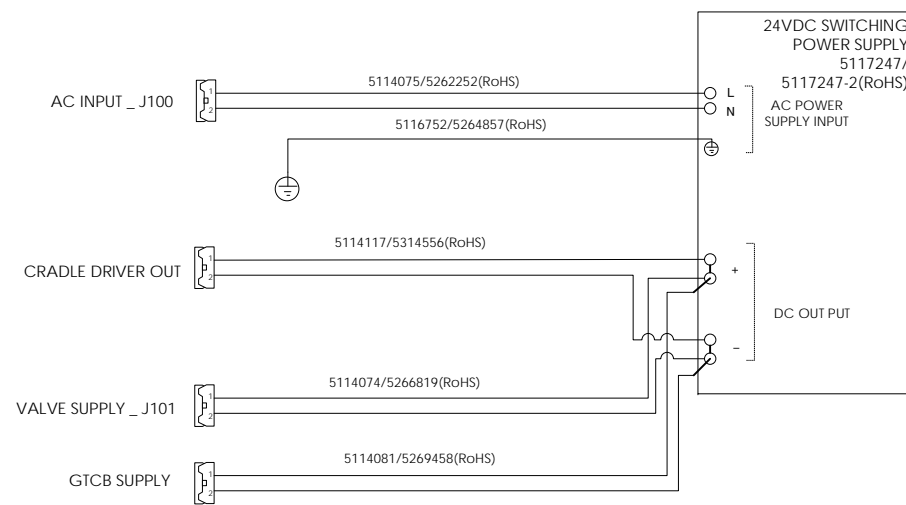 24VDC SWITCHING
POWER SUPPLY
5117247/
5117247-2(RoHS)
AC INPUT _ J100
1
2
5114075/5262252(RoHS)
L
N
AC POWER
SUPPLY INPUT
5116752/5264857(RoHS)
CRADLE DRIVER OUT
1
2
5114117/5314556(RoHS)
+
–
DC OUT PUT
VALVE SUPPLY _ J101
1
2
5114074/5266819(RoHS)
GTCB SUPPLY
1
2
5114081/5269458(RoHS)